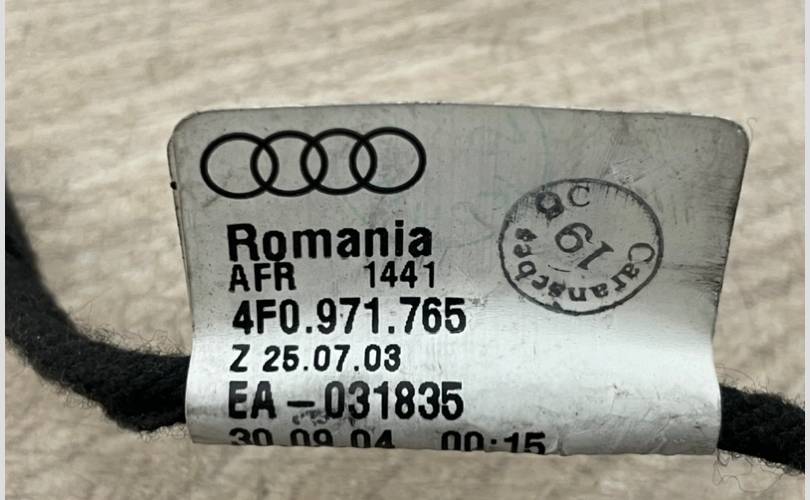 Romania
AFR 1441
4F0.971.765
Z 25.07.03
EA-031835
30.09.04 00:15
QC
19
Caransebes